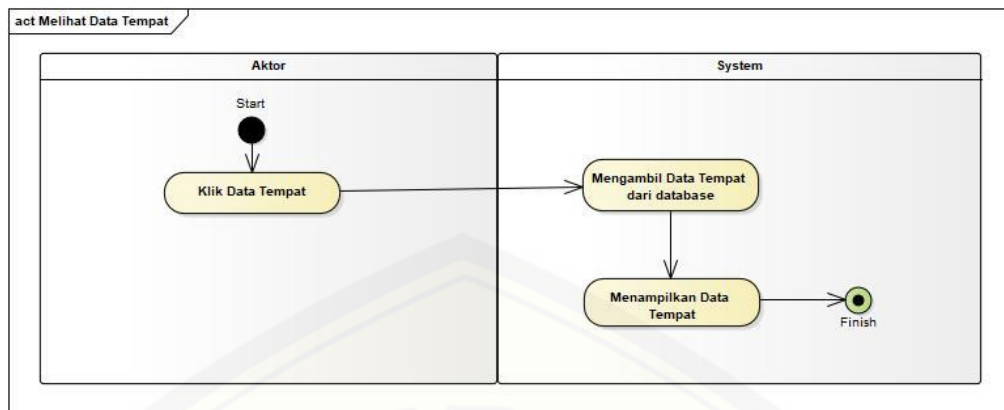 act Melihat Data Tempat
Aktor
System
Start
Klik Data Tempat
Mengambil Data Tempat
dari database
Menampilkan Data
Tempat
Finish